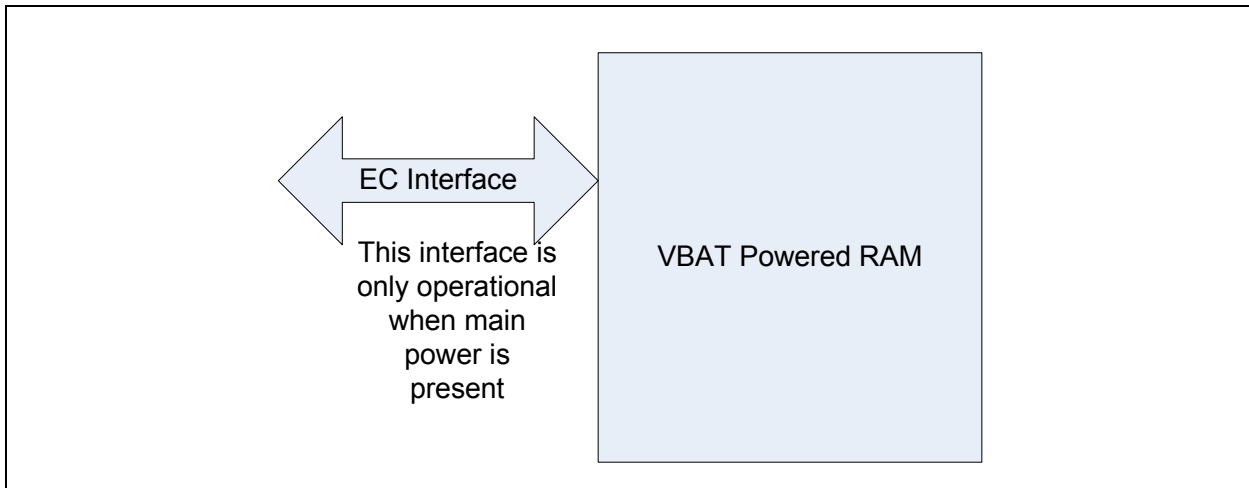 EC Interface
This interface is
only operational
when main
power is
present
VBAT Powered RAM